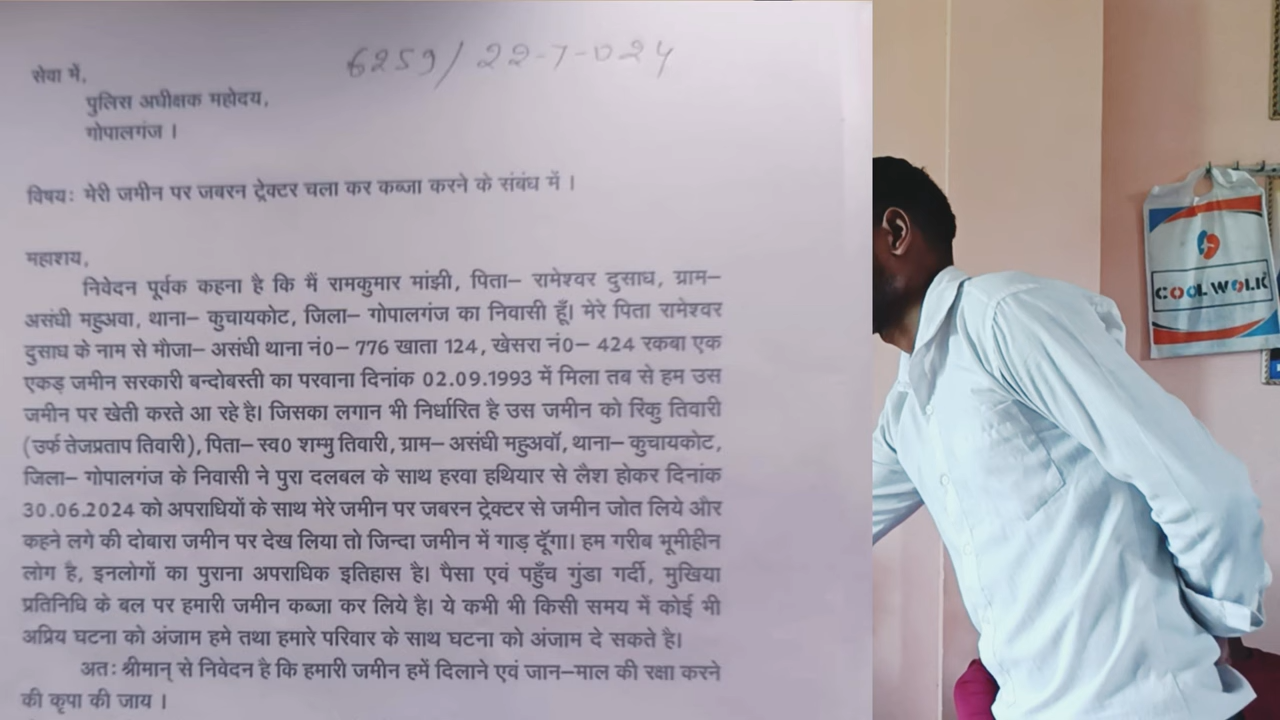 6259/22-7-024
सेवा में,
पुलिस अधीक्षक महोदय,
गोपालगंज ।
विषय: मेरी जमीन पर जबरन ट्रेक्टर चला कर कब्जा करने के संबंध में ।
महाशय,
निवेदन पूर्वक कहना है कि मैं रामकुमार मांझी, पिता– रामेश्वर दुसाध, ग्राम–
असंधी महुअवा, थाना– कुचायकोट, जिला– गोपालगंज का निवासी हूँ। मेरे पिता रामेश्वर
दुसाध के नाम से मौजा– असंधी थाना नं0– 776 खाता 124, खेसरा नं0– 424 रकबा एक
एकड़ जमीन सरकारी बन्दोबस्ती का परवाना दिनांक 02.09.1993 में मिला तब से हम उस
जमीन पर खेती करते आ रहे है। जिसका लगान भी निर्धारित है उस जमीन को रिंकु तिवारी
(उर्फ तेजप्रताप तिवारी), पिता– स्व0 शम्भु तिवारी, ग्राम– असंधी महुअवॉ, थाना– कुचायकोट,
जिला– गोपालगंज के निवासी ने पुरा दलबल के साथ हरवा हथियार से लैश होकर दिनांक
30.06.2024 को अपराधियों के साथ मेरे जमीन पर जबरन ट्रेक्टर से जमीन जोत लिये और
कहने लगे की दोबारा जमीन पर देख लिया तो जिन्दा जमीन में गाड़ दूँगा। हम गरीब भूमीहीन
लोग है, इनलोगों का पुराना अपराधिक इतिहास है। पैसा एवं पहुँच गुंडा गर्दी, मुखिया
प्रतिनिधि के बल पर हमारी जमीन कब्जा कर लिये है। ये कभी भी किसी समय में कोई भी
अप्रिय घटना को अंजाम हमे तथा हमारे परिवार के साथ घटना को अंजाम दे सकते है।
अतः श्रीमान् से निवेदन है कि हमारी जमीन हमें दिलाने एवं जान–माल की रक्षा करने
की कृपा की जाय ।
COOL WOLIC